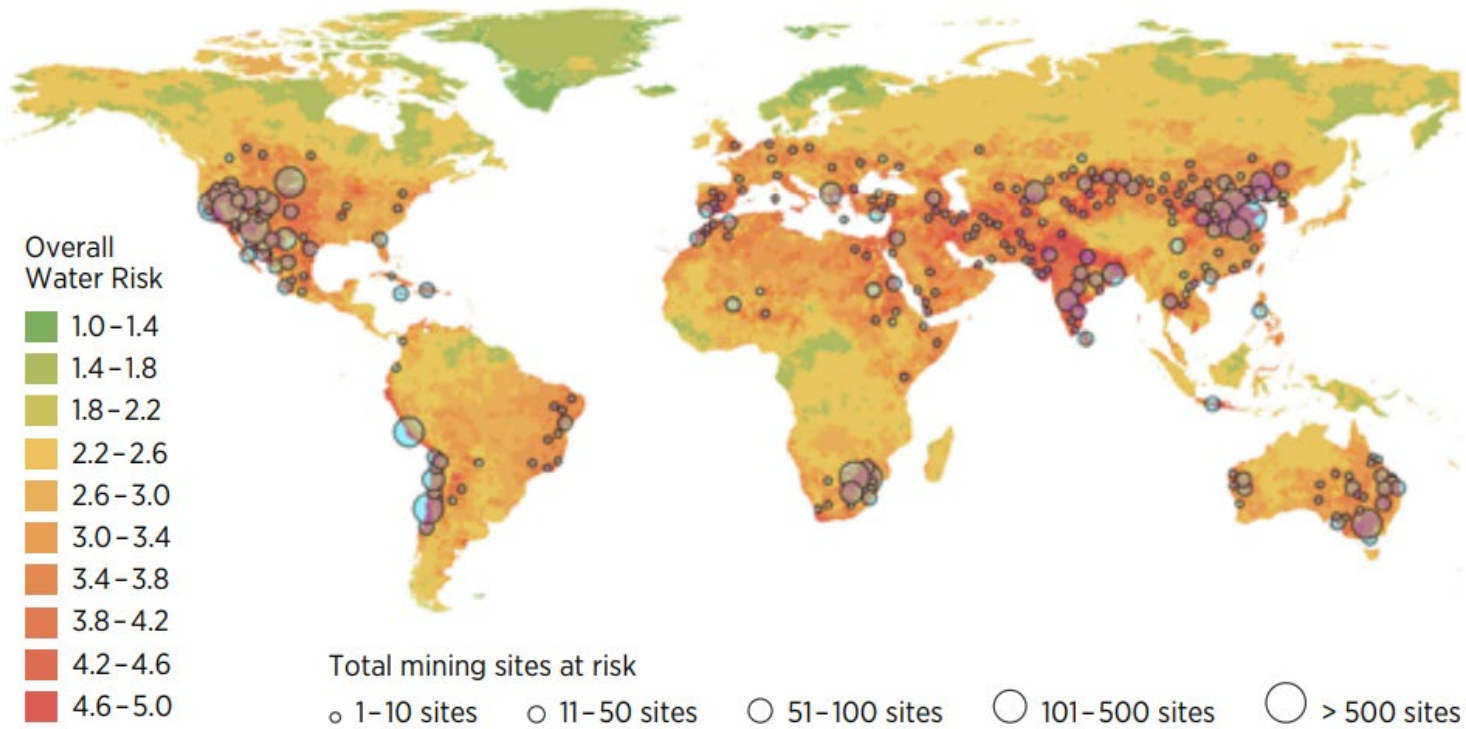 Overall
Water Risk
1.0–1.4
1.4–1.8
1.8–2.2
2.2–2.6
2.6–3.0
3.0–3.4
3.4–3.8
3.8–4.2
4.2–4.6
4.6–5.0
Total mining sites at risk
1–10 sites
11–50 sites
51–100 sites
101–500 sites
> 500 sites